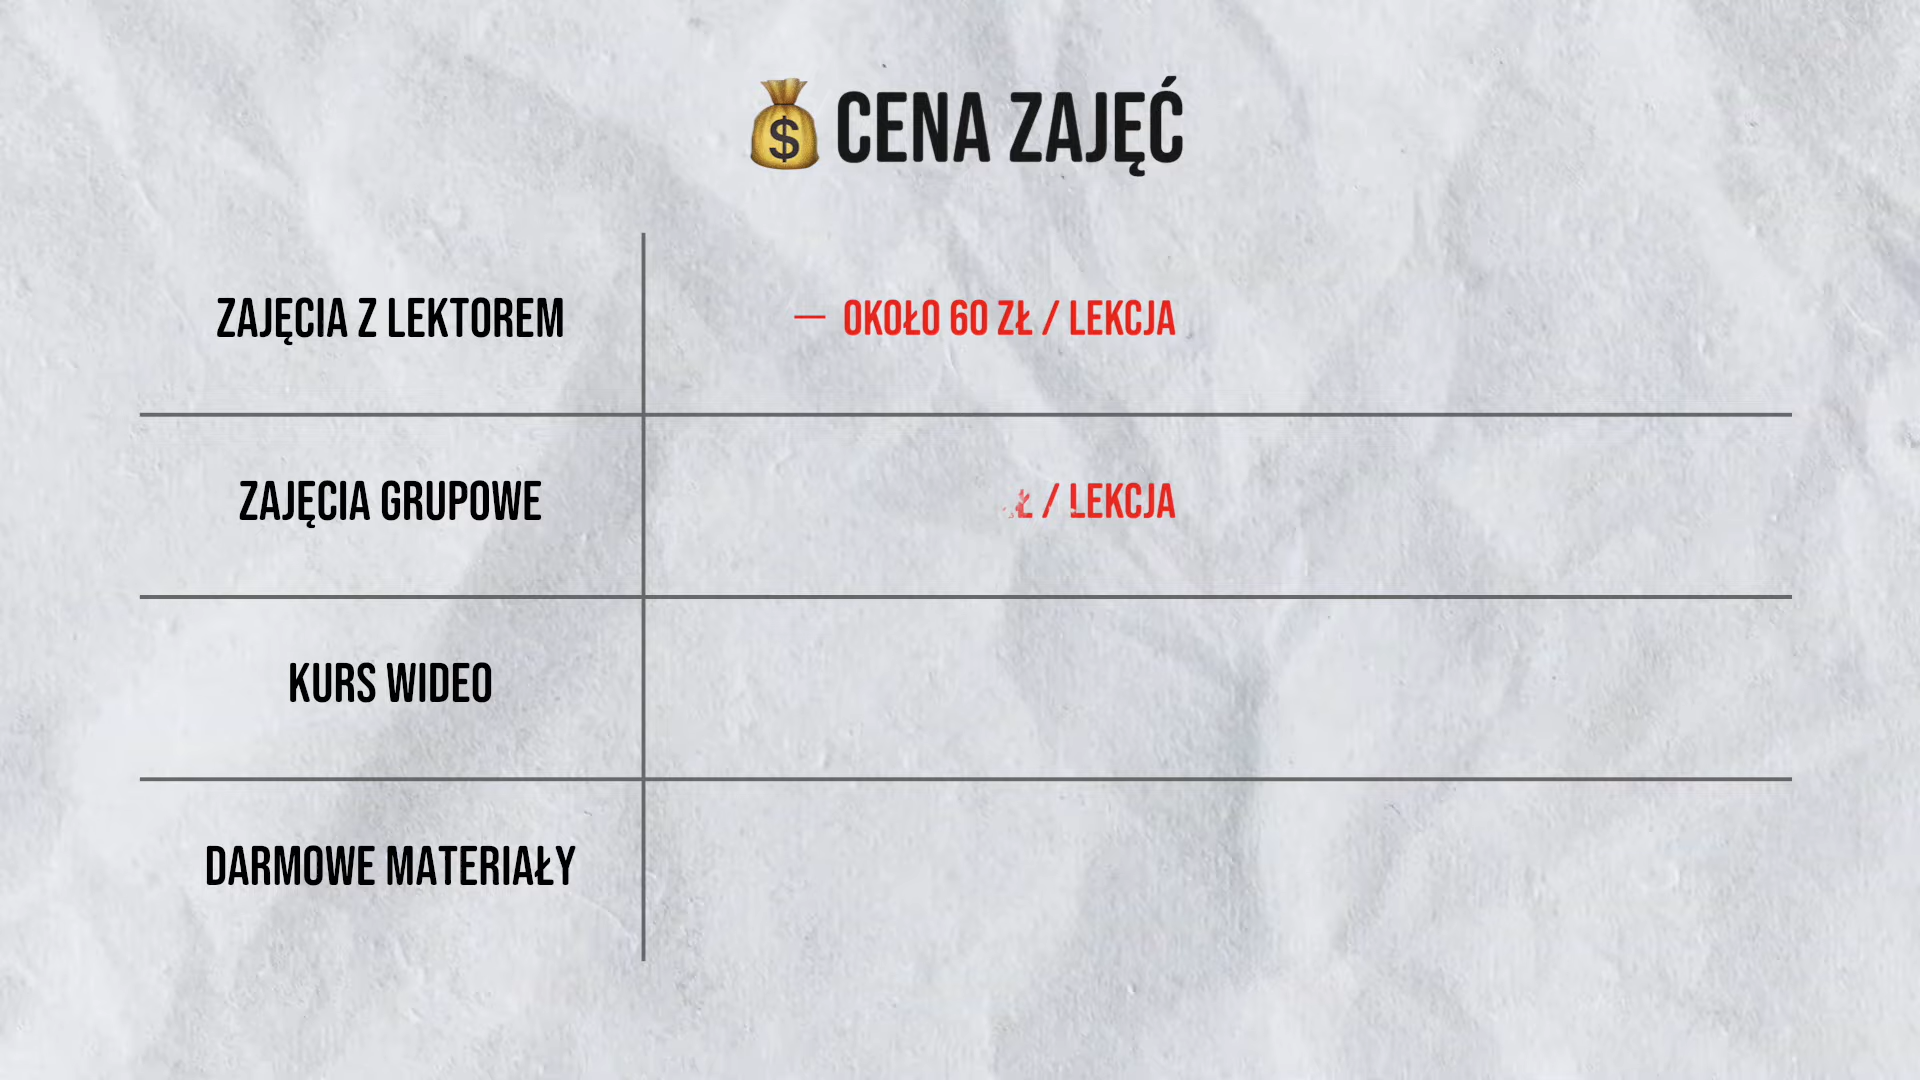 💰 CENA ZAJĘĆ
ZAJĘCIA Z LEKTOREM
— OKOŁO 60 ZŁ / LEKCJA
ZAJĘCIA GRUPOWE
/ LEKCJA
KURS WIDEO
DARMOWE MATERIAŁY